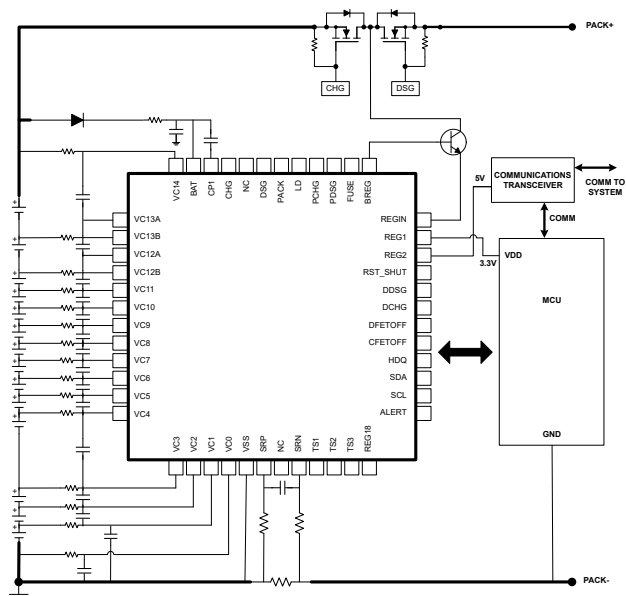 PACK+
CHG
DSG
VC14
BAT
CP1
CHG
NC
DSG
PACK
LD
PCHG
PDSG
FUSE
BREG
COMMUNICATIONS
TRANSCEIVER
COMM TO
SYSTEM
5V
COMM
VC13A
VC13B
VC12A
VC12B
VC11
VC10
VC9
VC8
VC7
VC6
VC5
VC4
REGIN
REG1
REG2
RST_SHUT
DDSG
DCHG
DFETOFF
CFETOFF
HDQ
SDA
SCL
ALERT
3.3V
VDD
MCU
GND
VC3
VC2
VC1
VC0
VSS
SRP
NC
SRN
TS1
TS2
TS3
REG18
PACK-
+
+
+
+
+
+
+
+
+
+
+
+
+